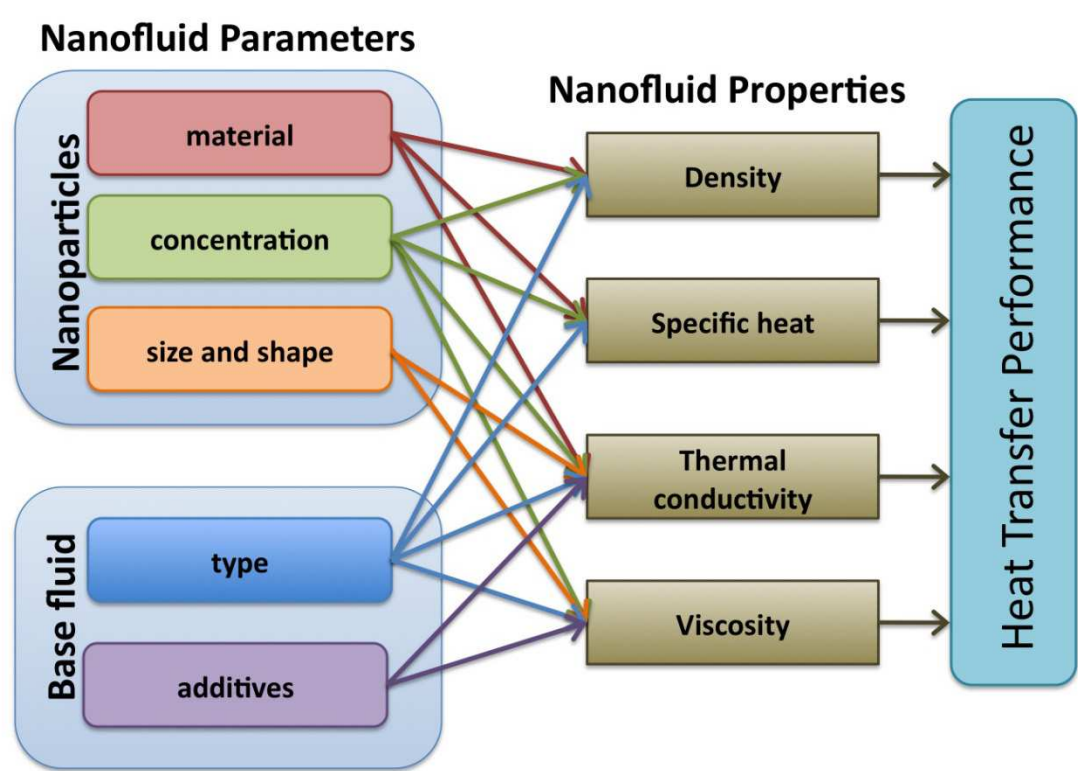 Nanofluid Parameters
Nanoparticles
material
concentration
size and shape
Base fluid
type
additives
Nanofluid Properties
Density
Specific heat
Thermal
conductivity
Viscosity
Heat Transfer Performance